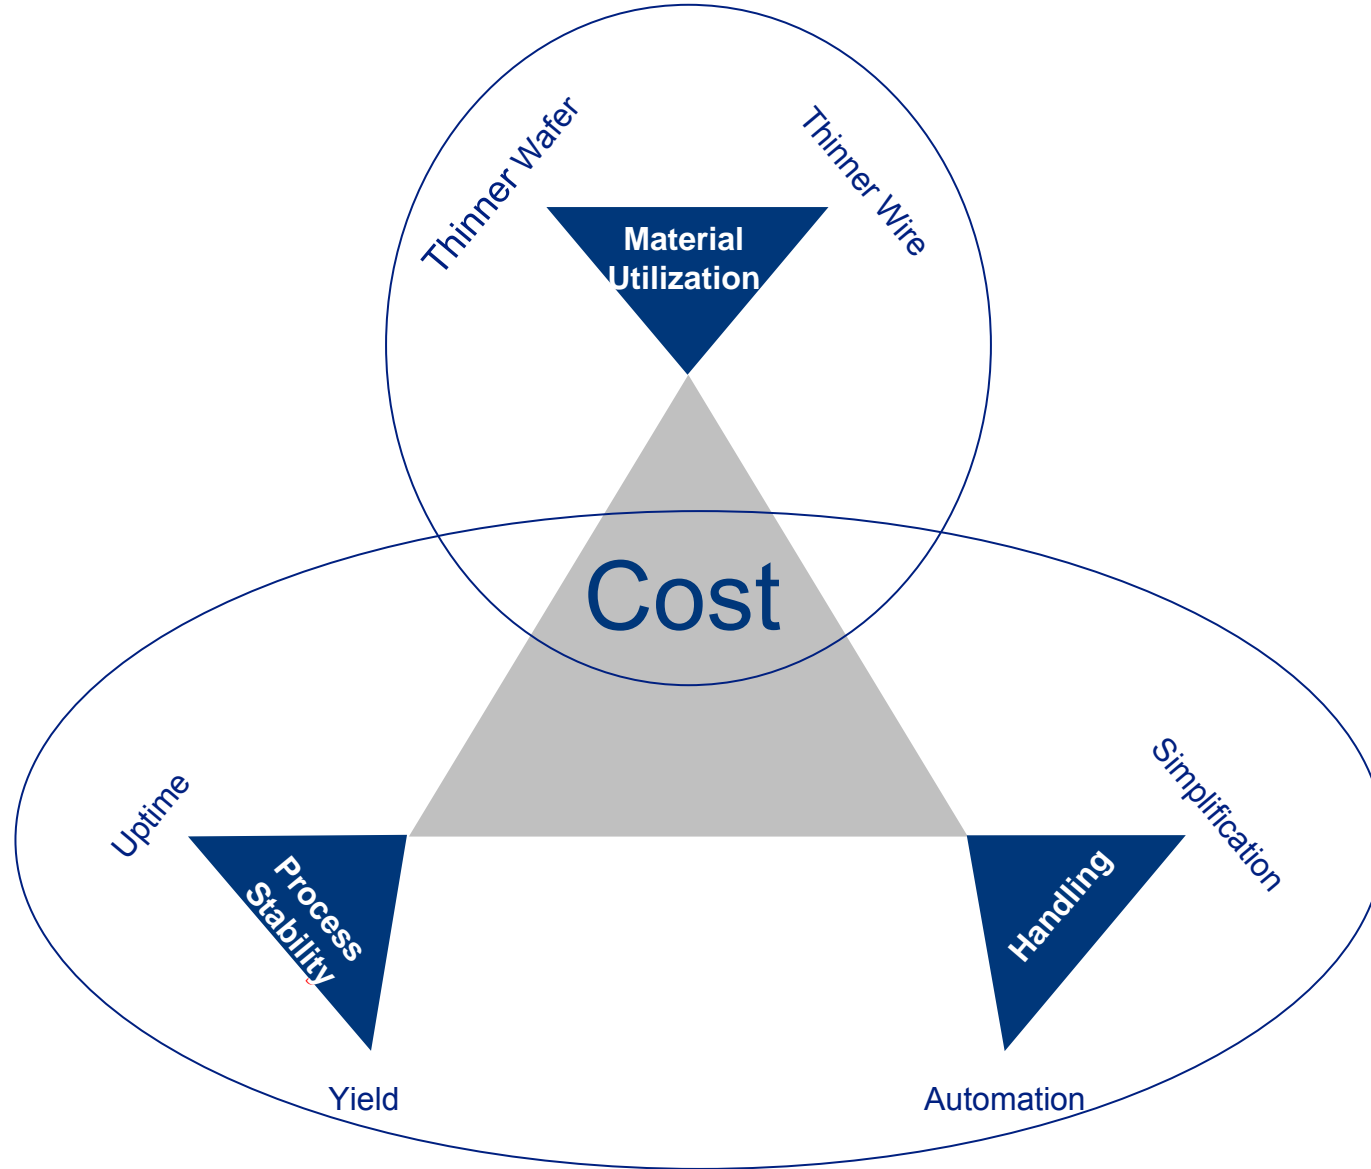 Thinner Wafer
Thinner Wire
Material
Utilization
Cost
Uptime
Process
Stability
Handling
Simplification
Yield
Automation